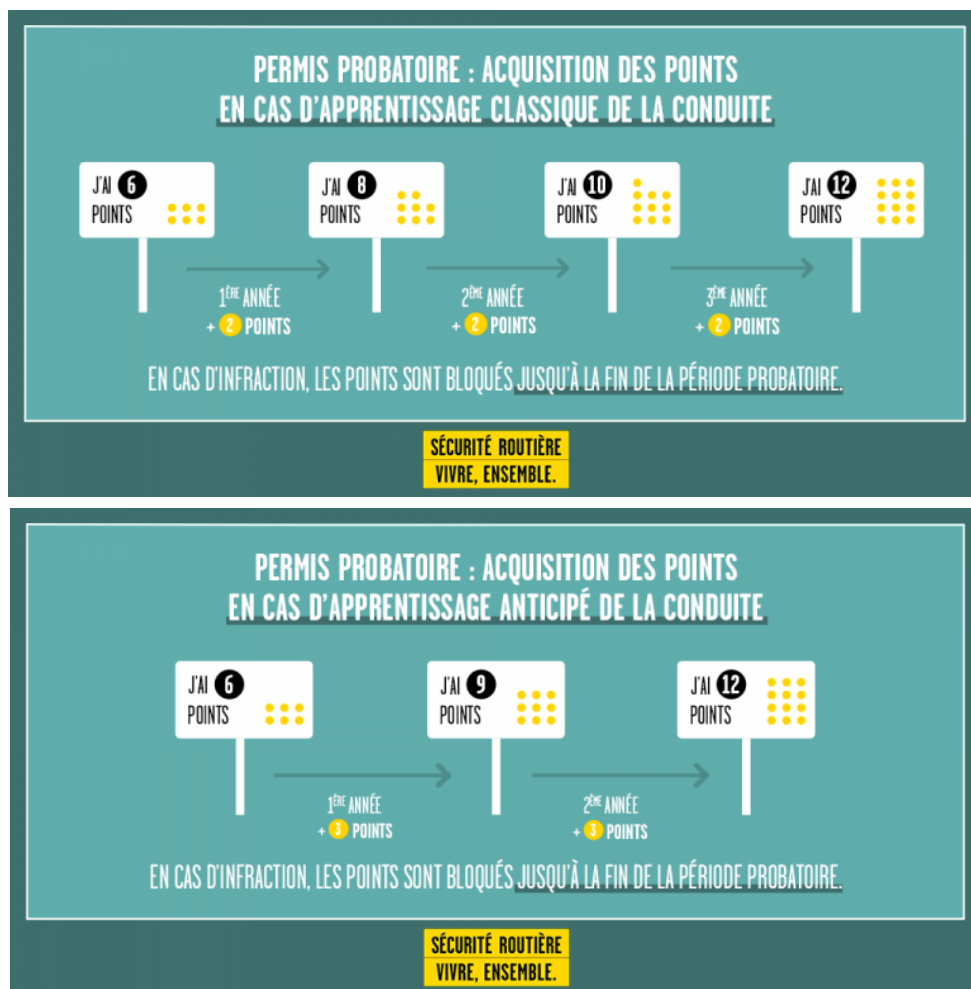 PERMIS PROBATOIRE : ACQUISITION DES POINTS
EN CAS D'APPRENTISSAGE CLASSIQUE DE LA CONDUITE
J'AI 6
POINTS
J'AI 8
POINTS
J'AI 10
POINTS
J'AI 12
POINTS
1ÈRE ANNÉE
+ 2 POINTS
2ÈME ANNÉE
+ 2 POINTS
3ÈME ANNÉE
+ 2 POINTS
EN CAS D'INFRACTION, LES POINTS SONT BLOQUÉS JUSQU'À LA FIN DE LA PÉRIODE PROBATOIRE.
SÉCURITÉ ROUTIÈRE
VIVRE, ENSEMBLE.
PERMIS PROBATOIRE : ACQUISITION DES POINTS
EN CAS D'APPRENTISSAGE ANTICIPÉ DE LA CONDUITE
J'AI 6
POINTS
J'AI 9
POINTS
J'AI 12
POINTS
1ÈRE ANNÉE
+ 3 POINTS
2ÈME ANNÉE
+ 3 POINTS
EN CAS D'INFRACTION, LES POINTS SONT BLOQUÉS JUSQU'À LA FIN DE LA PÉRIODE PROBATOIRE.
SÉCURITÉ ROUTIÈRE
VIVRE, ENSEMBLE.